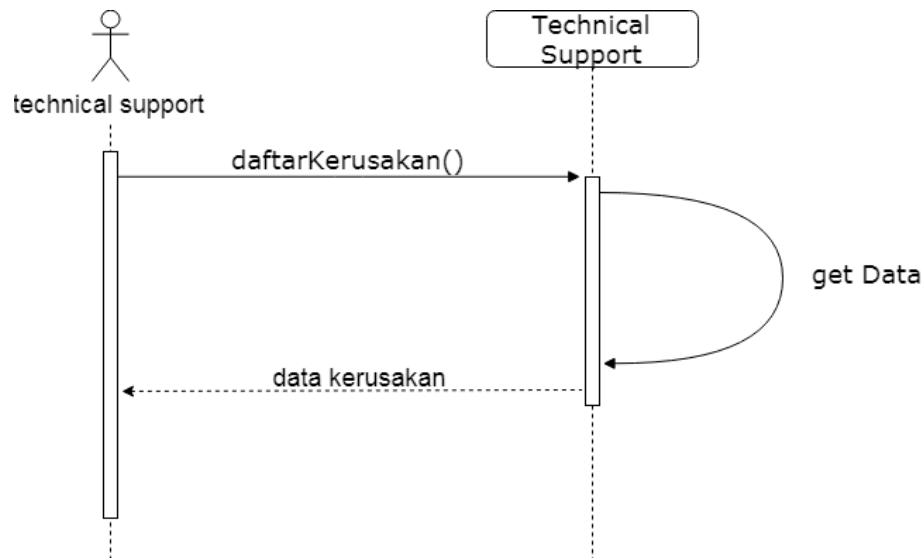 Technical
Support
technical support
daftarKerusakan()
get Data
data kerusakan